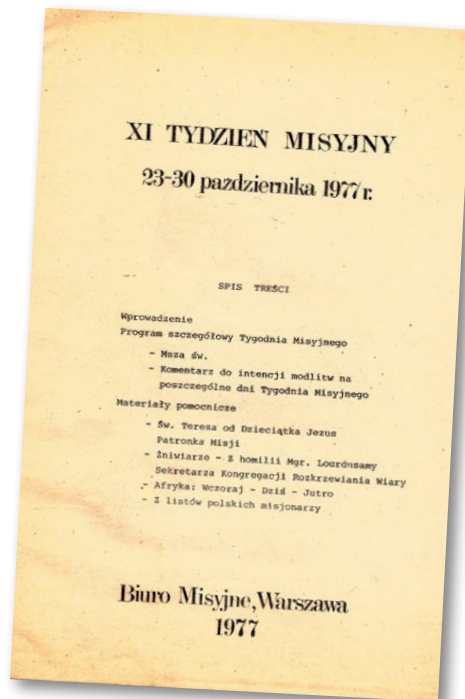 XI TYDZIEN MISYJNY
23-30 pazdziernika 1977 r.
SPIS TREŚCI
Wprowadzenie
Program szczegółowy Tygodnia Misyjnego
- Msza św.
- Komentarz do intencji modlitw na
poszczególne dni Tygodnia Misyjnego
Materiały pomocnicze
- Św. Teresa od Dzieciątka Jezus
Patronka Misji
- Żniwiarze - Z homilii Mgr. Lourdusamy
Sekretarza Kongregacji Rozkrzewiania Wiary
- Afryka: Wczoraj - Dziś - Jutro
- Z listów polskich misjonarzy
Biuro Misyjne, Warszawa
1977